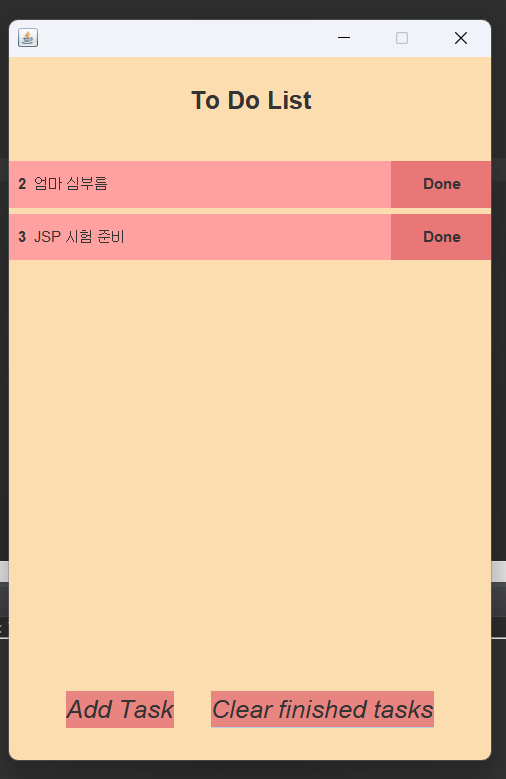 To Do List
2 엄마 심부름 Done
3 JSP 시험 준비 Done
Add Task Clear finished tasks